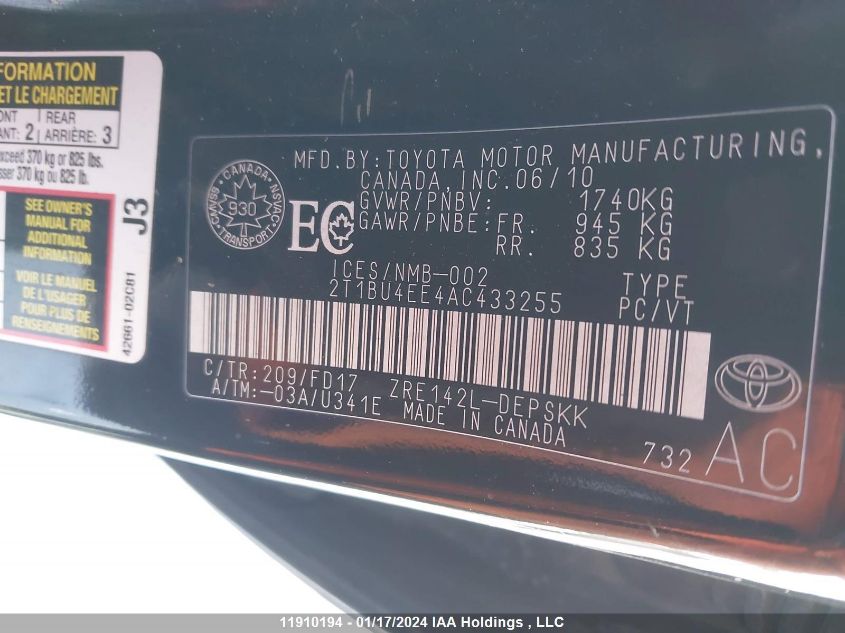 FORMATION
ET LE CHARGEMENT
REAR
ANT: 2 ARRIÈRE: 3
exceed 370 kg or 825 lbs.
370 kg ou 825 lb.
SEE OWNER'S
MANUAL FOR
ADDITIONAL
INFORMATION
VOIR LE MANUEL
DE L'USAGER
POUR PLUS DE
RENSEIGNEMENTS
J3
42661-02C81
MFD.BY:TOYOTA MOTOR MANUFACTURING,
CANADA,INC.06/10
GVWR/PNBV: 1740KG
GAWR/PNBE:FR. 945 KG
RR. 835 KG
CANADA
CMVSS NSVAC
930
TRANSPORT
EC
ICES/NMB-002
2T1BU4EE4AC433255
TYPE
PC/VT
C/TR:209/FD17 ZRE142L-DEPSKK
A/TM:-03A/U341E MADE IN CANADA
732 AC
11910194 - 01/17/2024 IAA Holdings , LLC